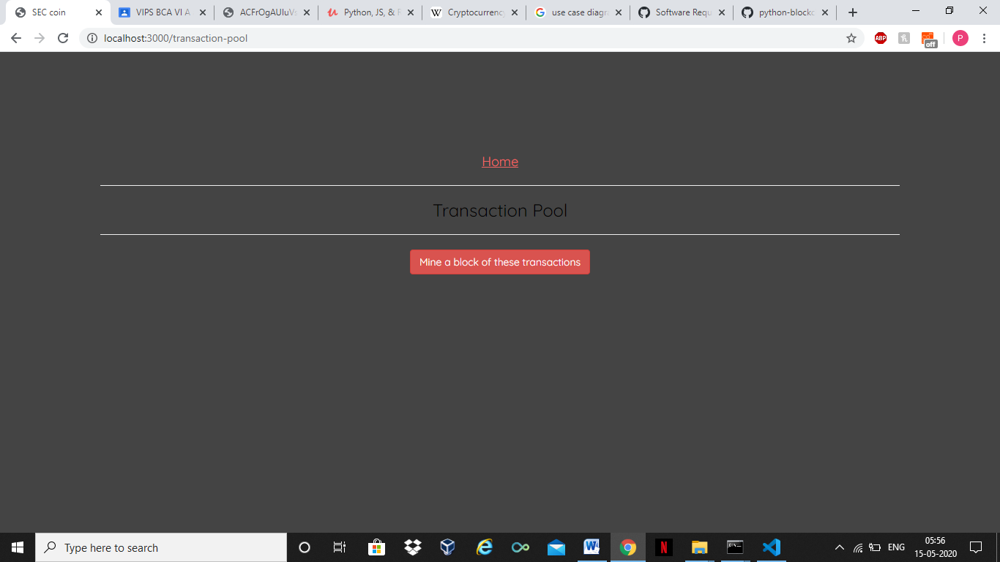 SEC coin
VIPS BCA VI A
ACFrOgAUIuVs
Python, JS, & R
Cryptocurrency
use case diagra
Software Requ
python-blockc
localhost:3000/transaction-pool
ABP
off
P
Home
Transaction Pool
Mine a block of these transactions
Type here to search
ENG
05:56
15-05-2020